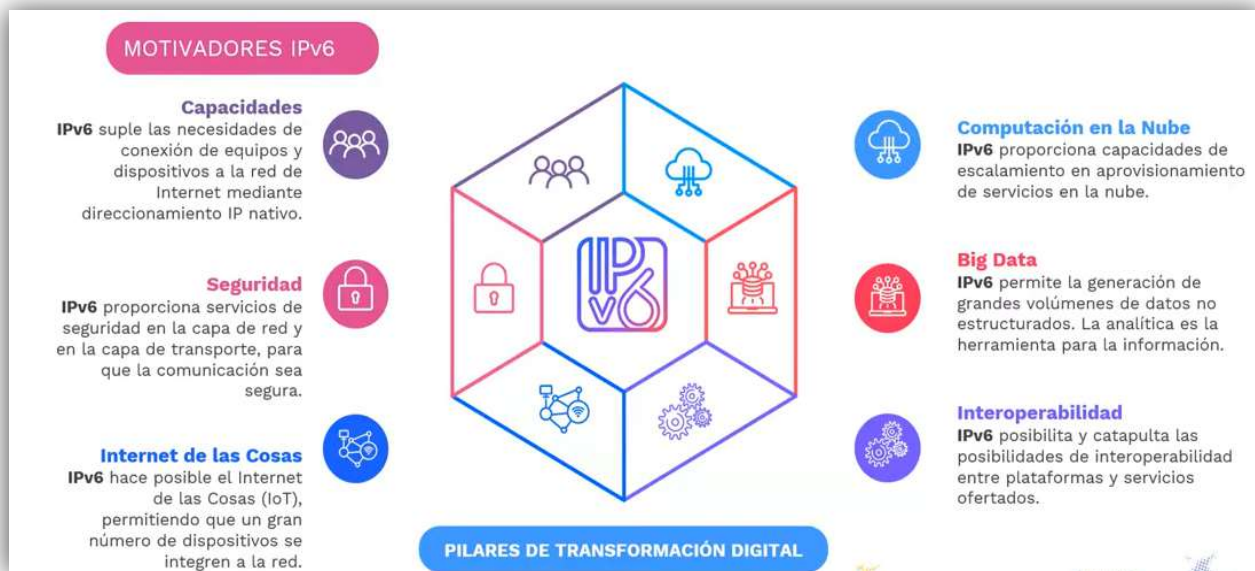 MOTIVADORES IPv6
Capacidades
IPv6 suple las necesidades de
conexión de equipos y
dispositivos a la red de
Internet mediante
direccionamiento IP nativo.
Seguridad
IPv6 proporciona servicios de
seguridad en la capa de red y
en la capa de transporte, para
que la comunicación sea
segura.
Internet de las Cosas
IPv6 hace posible el Internet
de las Cosas (IoT),
permitiendo que un gran
número de dispositivos se
integren a la red.
IPv6
Computación en la Nube
IPv6 proporciona capacidades de
escalamiento en aprovisionamiento
de servicios en la nube.
Big Data
IPv6 permite la generación de
grandes volúmenes de datos no
estructurados. La analítica es la
herramienta para la información.
Interoperabilidad
IPv6 posibilita y catapulta las
posibilidades de interoperabilidad
entre plataformas y servicios
ofertados.
PILARES DE TRANSFORMACIÓN DIGITAL